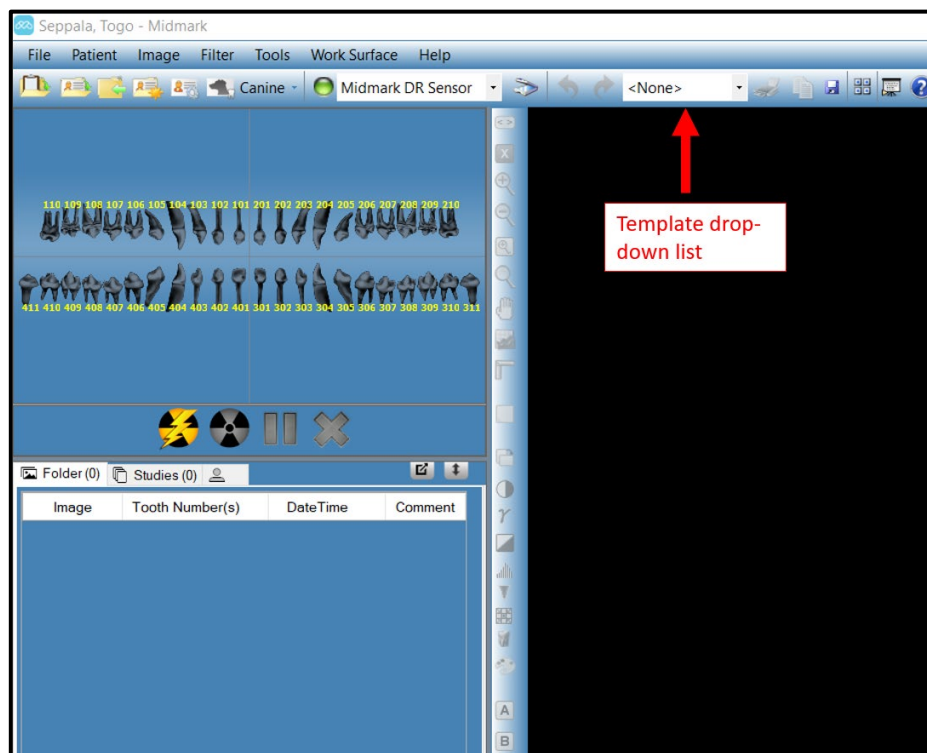 Seppala, Togo - Midmark
File Patient Image Filter Tools Work Surface Help
Canine Midmark DR Sensor <None>
110 109 108 107 106 105 104 103 102 101 201 202 203 204 205 206 207 208 209 210
Template drop-
down list
411 410 409 408 407 406 405 404 403 402 401 301 302 303 304 305 306 307 308 309 310 311
Folder (0) Studies (0)
Image Tooth Number(s) DateTime Comment
γ
A
B